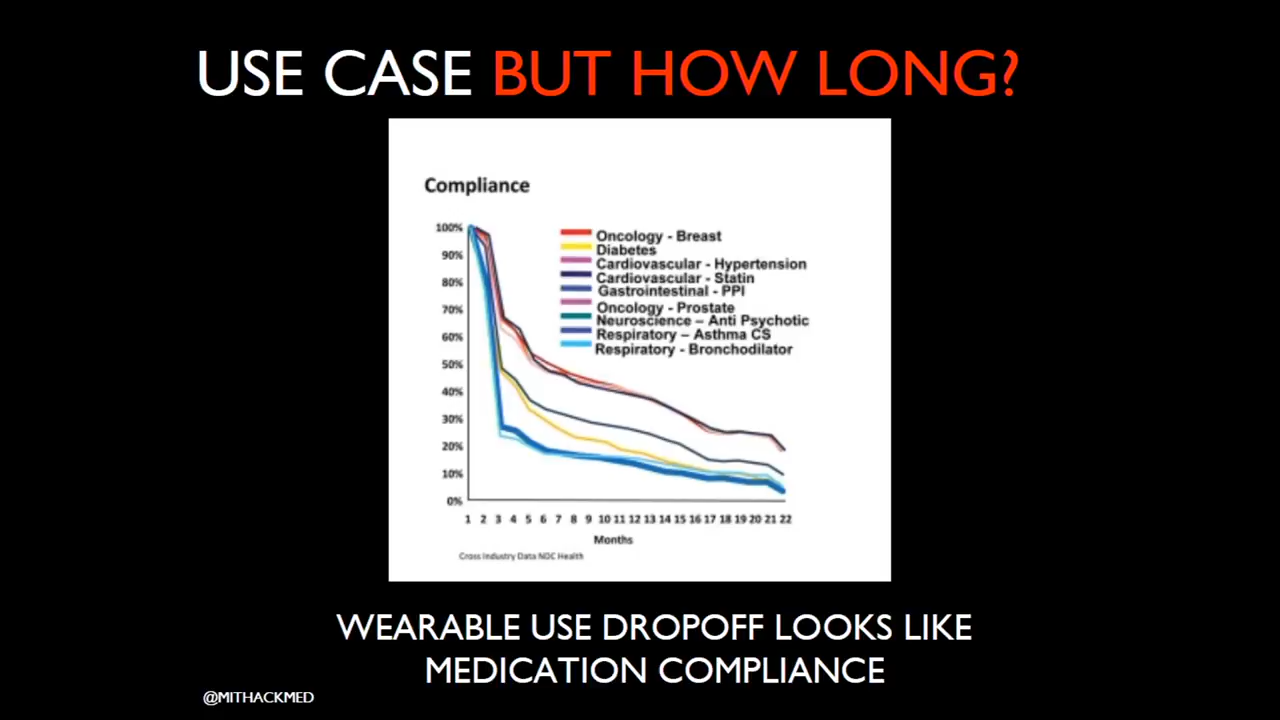 USE CASE BUT HOW LONG?
Compliance
100%
90%
80%
70%
60%
50%
40%
30%
20%
10%
0%
Oncology - Breast
Diabetes
Cardiovascular - Hypertension
Cardiovascular - Statin
Gastrointestinal - PPI
Oncology - Prostate
Neuroscience – Anti Psychotic
Respiratory – Asthma CS
Respiratory - Bronchodilator
1 2 3 4 5 6 7 8 9 10 11 12 13 14 15 16 17 18 19 20 21 22
Months
Cross Industry Data NDC Health
WEARABLE USE DROPOFF LOOKS LIKE
MEDICATION COMPLIANCE
@MITHACKMED